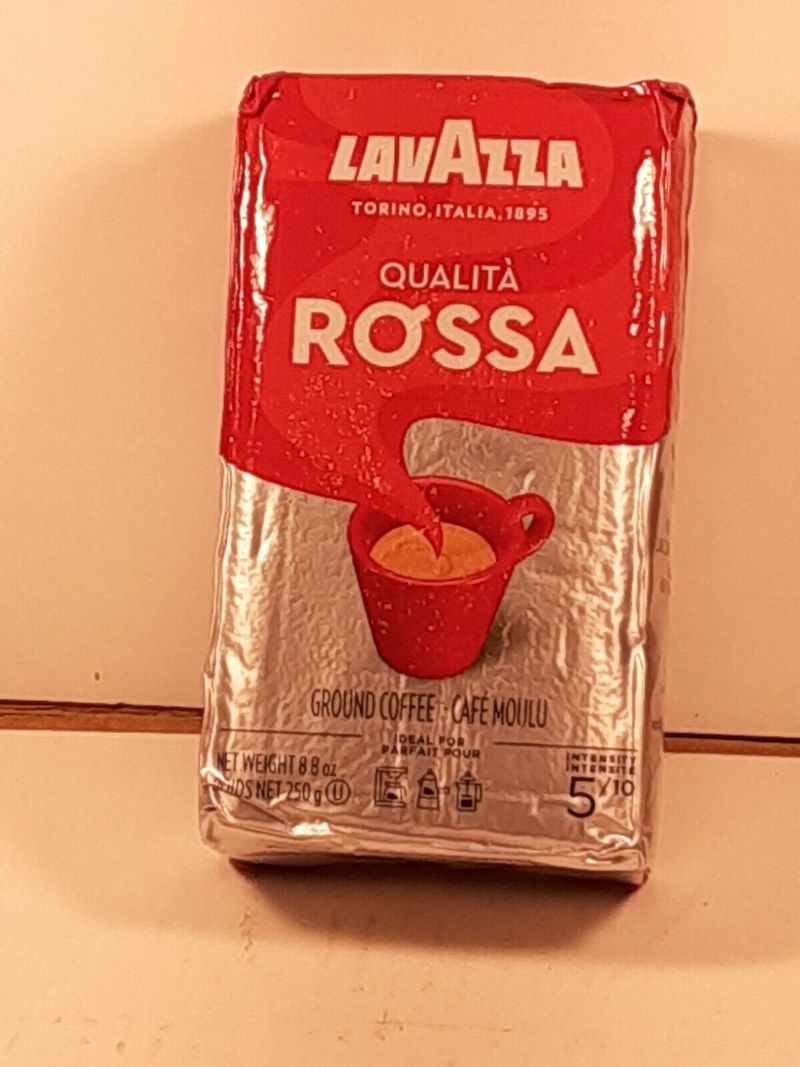 LAVAZZA
TORINO, ITALIA, 1895
QUALITÀ
ROSSA
GROUND COFFEE - CAFÉ MOULU
IDEAL FOR
PARFAIT POUR
NET WEIGHT 8.8 oz
POIDS NET 250 g U
INTENSITY
INTENSITÉ
5/10